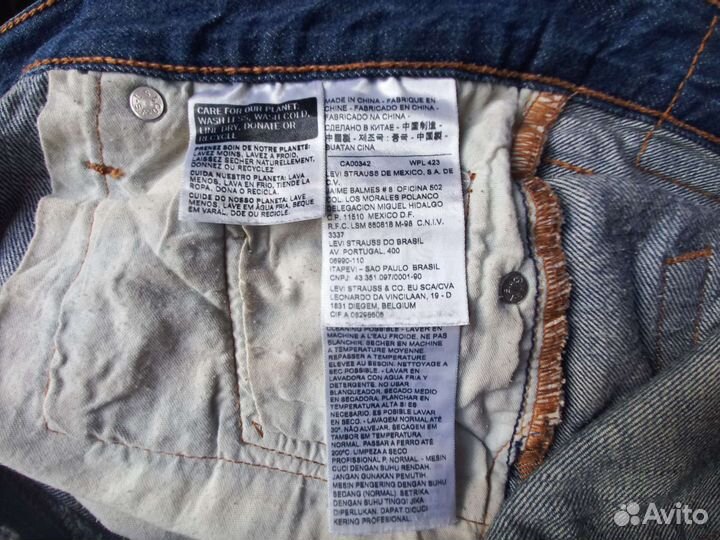 CARE FOR OUR PLANET.
WASH LESS, WASH COLD,
LINE DRY, DONATE OR
RECYCLE.
PRENEZ SOIN DE NOTRE PLANETE:
LAVEZ MOINS, LAVEZ A FROID,
LAISSEZ SECHER NATURELLEMENT,
DONNEZ OU RECYCLEZ
CUIDA NUESTRO PLANETA: LAVA
MENOS, LAVA EN FRIO, TIENDE LA
ROPA, DONA O RECICLA.
CUIDE DO NOSSO PLANETA: LAVE
MENOS, LAVE EM ÁGUA FRIA, SEQUE
EM VARAL, DOE OU RECICLE.
MADE IN CHINA - FABRIQUE EN
CHINE - FABRICADO EN CHINA -
FABRICADO NA CHINA -
СДЕЛАНО В КИТАЕ - 中国制造 -
中國製 - 제조국: 중국 - 中国製 -
BUATAN CINA
CA00342 WPL 423
LEVI STRAUSS DE MEXICO, S.A. DE
C.V.
JAIME BALMES # 8 OFICINA 502
COL. LOS MORALES POLANCO
DELEGACION MIGUEL HIDALGO
C.P. 11510 MEXICO D.F.
R.F.C. LSM 860818 M-98 C.N.I.V.
3337
LEVI STRAUSS DO BRASIL
AV. PORTUGAL, 400
06990-110
ITAPEVI - SAO PAULO BRASIL
CNPJ: 43 351 097/0001-90
LEVI STRAUSS & CO. EU SCA/CVA
LEONARDO DA VINCILAAN, 19 - D
1831 DIEGEM, BELGIUM
CIF A 08298608
CLEANING POSSIBLE - LAVER EN
MACHINE A L'EAU FROIDE. NE PAS
BLANCHIR. SECHER EN MACHINE
A TEMPERATURE MOYENNE.
REPASSER A TEMPERATURE
ELEVEE AU BESOIN. NETTOYAGE A
SEC POSSIBLE. - LAVAR EN
LAVADORA CON AGUA FRIA Y
DETERGENTE. NO USAR
BLANQUEADOR. SECADO MEDIO
EN SECADORA. PLANCHAR EN
TEMPERATURA ALTA SI ES
NECESARIO. ES POSIBLE LAVAR
EN SECO. - LAVAGEM NORMAL ATÉ
30°. NÃO ALVEJAR. SECAGEM EM
TAMBOR EM TEMPERATURA
NORMAL. PASSAR A FERRO ATÉ
200°C. LIMPEZA A SECO
PROFISSIONAL P. NORMAL. - MESIN
CUCI DENGAN SUHU RENDAH.
JANGAN GUNAKAN PEMUTIH.
MESIN PENGERING DENGAN SUHU
SEDANG (NORMAL). SETRIKA
DENGAN SUHU TINGGI JIKA
DIPERLUKAN. DAPAT DICUCI
KERING PROFESIONAL.
Avito